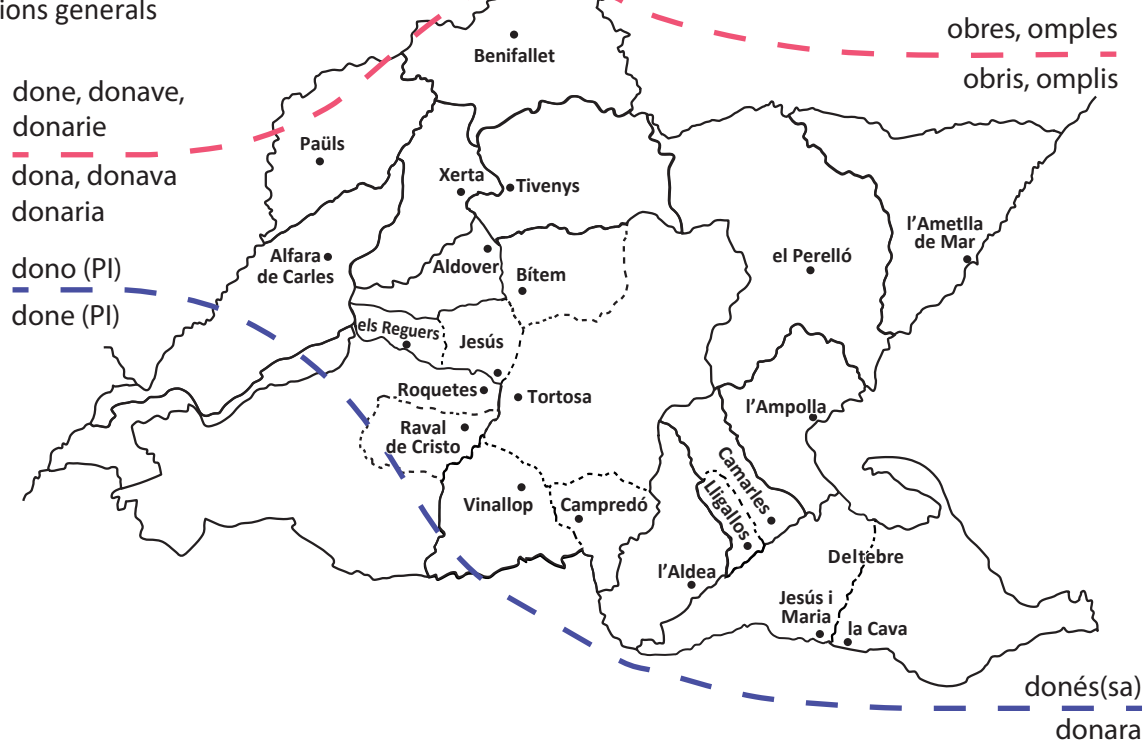 ions generals
obres, omples
obris, omplis
Benifallet
done, donave,
donarie
dona, donava
donaria
Paüls
Xerta
Tivenys
l'Ametlla
de Mar
Alfara
de Carles
Aldover
Bítem
el Perelló
dono (PI)
done (PI)
els Reguers
Jesús
Roquetes
Tortosa
l'Ampolla
Raval
de Cristo
Camarles
Lligallos
Vinallop
Campredó
l'Aldea
Deltebre
Jesús i
Maria
la Cava
donés(sa)
donara